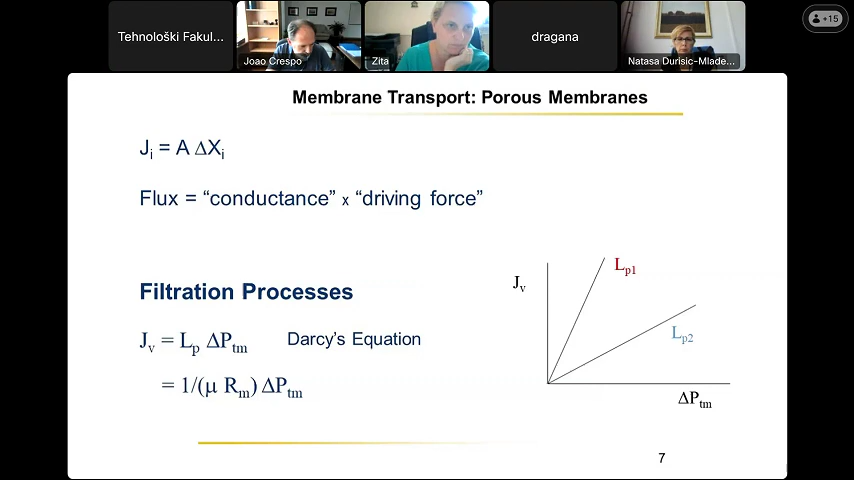 Tehnološki Fakul...
Joao Crespo
Zita
dragana
Natasa Durisic-Mlade...
+15
Membrane Transport: Porous Membranes
Jᵢ = A ΔXᵢ
Flux = “conductance” x “driving force”
Filtration Processes
Jᵥ = Lₚ ΔPₜₘ Darcy’s Equation
= 1/(μ Rₘ) ΔPₜₘ
Jᵥ
Lₚ₁
Lₚ₂
ΔPₜₘ
7